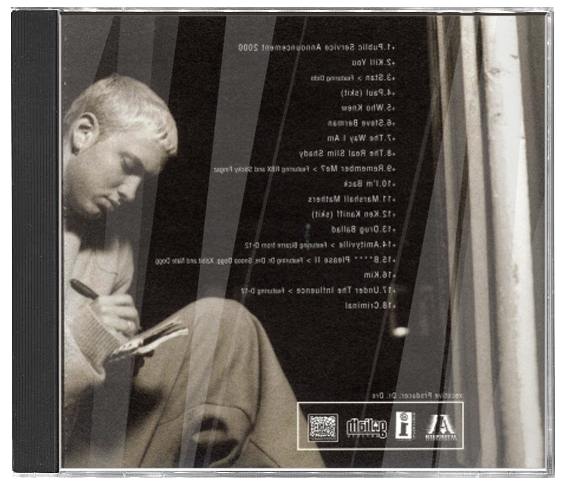 1.Public Service Announcement 2000
2.Kill You
3.Stan > Featuring Dido
4.Paul (skit)
5.Who Knew
6.Steve Berman
7.The Way I Am
8.The Real Slim Shady
9.Remember Me? > Featuring RBX and Sticky Fingaz
10.I'm Back
11.Marshall Mathers
12.Ken Kaniff (skit)
13.Drug Ballad
14.Amityville > Featuring Bizarre from D-12
15.B**** Please II > Featuring Dr. Dre, Snoop Dogg, Xzibit and Nate Dogg
16.Kim
17.Under The Influence > Featuring D-12
18.Criminal
xecutive Producer: Dr. Dre